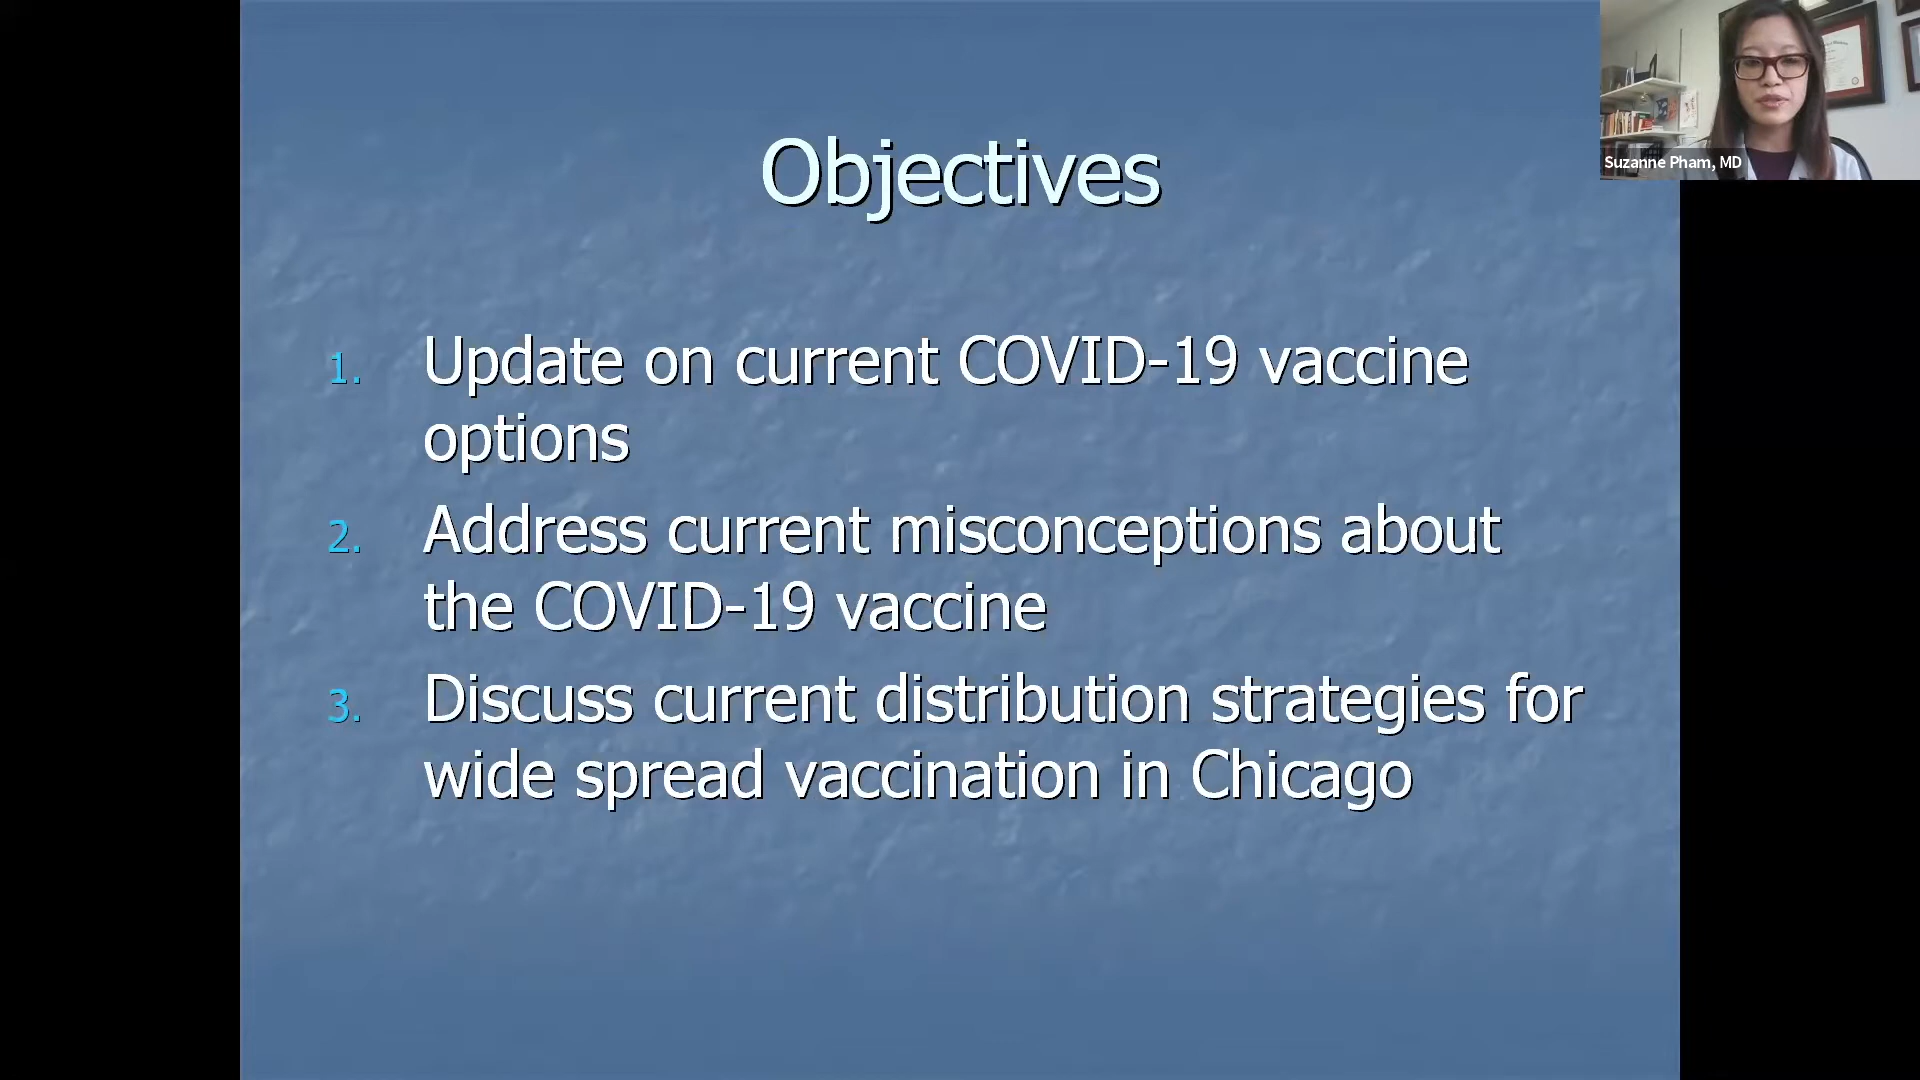 Objectives
Suzanne Pham, MD
1. Update on current COVID-19 vaccine
options
2. Address current misconceptions about
the COVID-19 vaccine
3. Discuss current distribution strategies for
wide spread vaccination in Chicago